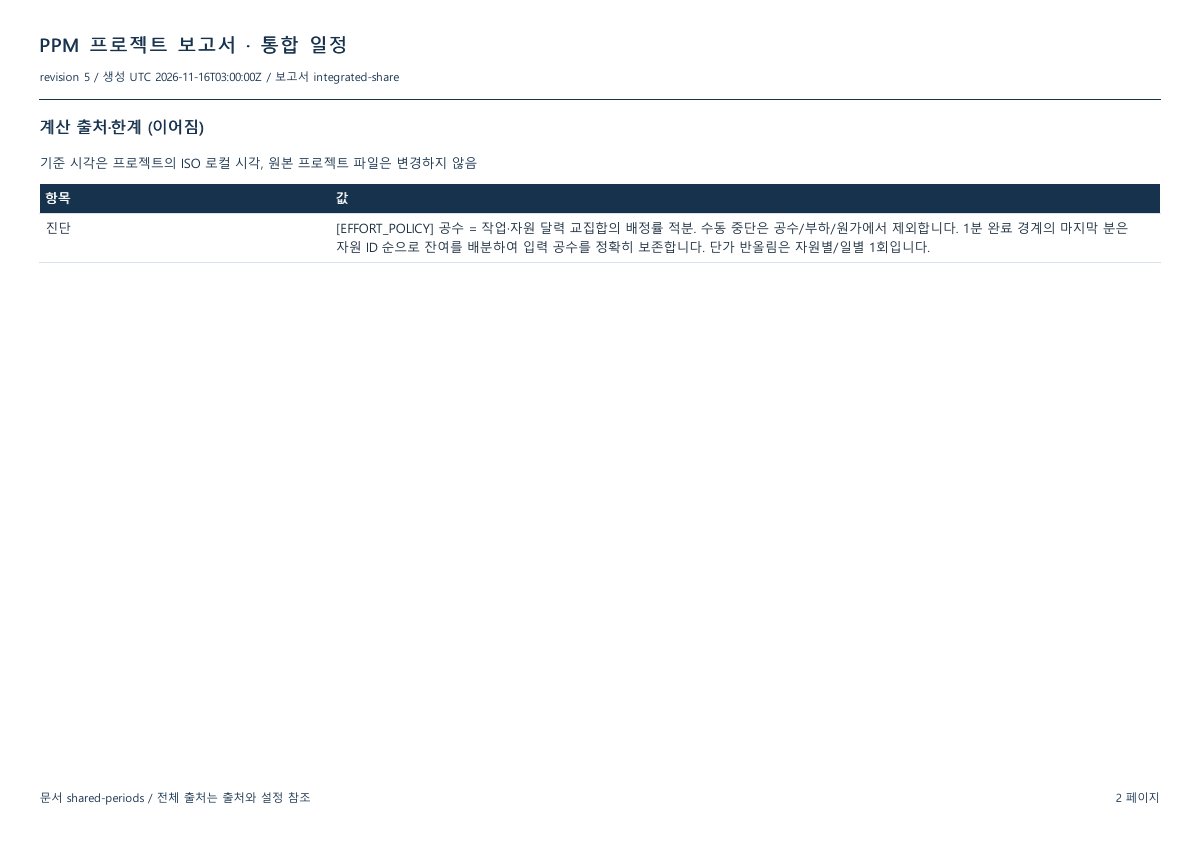 PPM 프로젝트 보고서 · 통합 일정
revision 5 / 생성 UTC 2026-11-16T03:00:00Z / 보고서 integrated-share
계산 출처·한계 (이어짐)
기준 시각은 프로젝트의 ISO 로컬 시각, 원본 프로젝트 파일은 변경하지 않음
항목 값
진단 [EFFORT_POLICY] 공수 = 작업·자원 달력 교집합의 배정률 적분. 수동 중단은 공수/부하/원가에서 제외합니다. 1분 완료 경계의 마지막 분은
자원 ID 순으로 잔여를 배분하여 입력 공수를 정확히 보존합니다. 단가 반올림은 자원별/일별 1회입니다.
문서 shared-periods / 전체 출처는 출처와 설정 참조 2 페이지